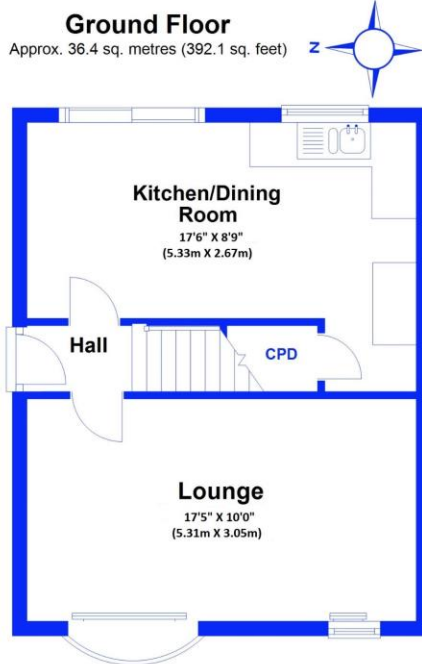 Ground Floor
Approx. 36.4 sq. metres (392.1 sq. feet)
N
Kitchen/Dining
Room
17'6" X 8'9"
(5.33m X 2.67m)
Hall
CPD
Lounge
17'5" X 10'0"
(5.31m X 3.05m)